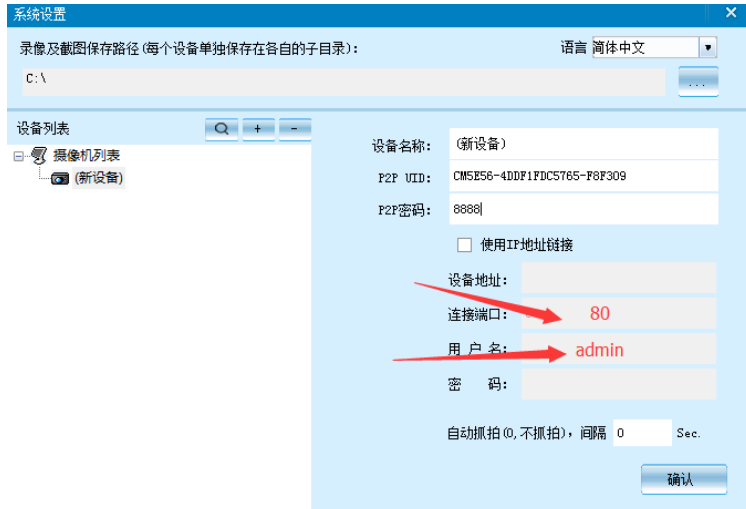 系统设置
录像及截图保存路径(每个设备单独保存在各自的子目录):
语言 简体中文
C:\
...
设备列表
+ -
摄像机列表
(新设备)
设备名称: (新设备)
P2P UID: CM5E56-4DDF1FDC5765-F8F309
P2P密码: 8888
使用IP地址链接
设备地址:
连接端口: 80
用 户 名: admin
密 码:
自动抓拍(0,不抓拍),间隔 0 Sec.
确认